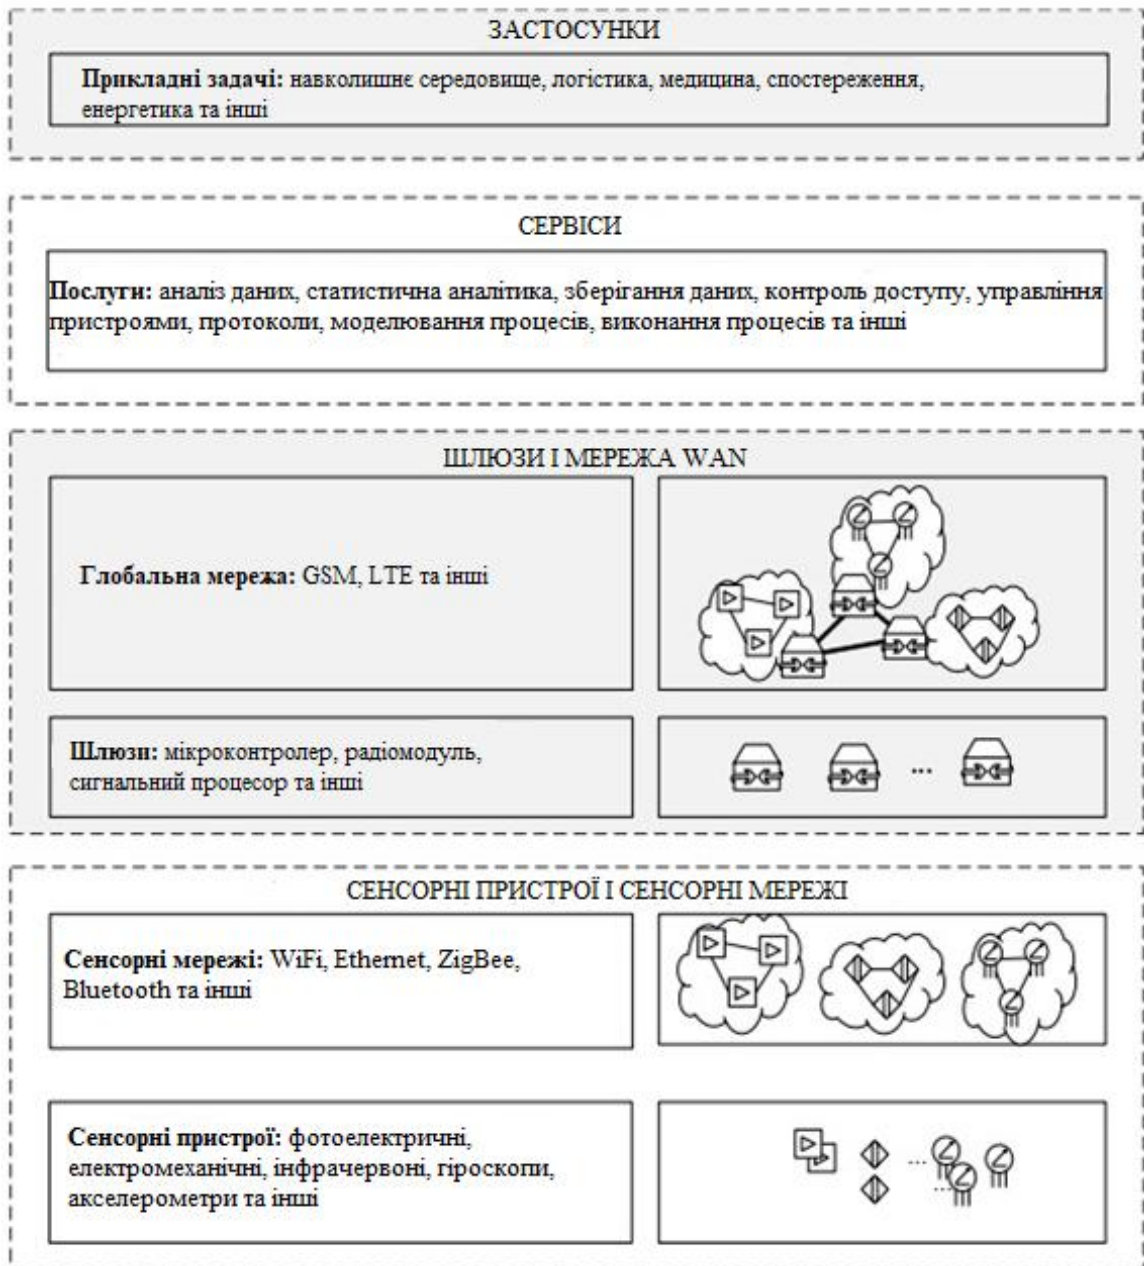 ЗАСТОСУНКИ
Прикладні задачі: навколишнє середовище, логістика, медицина, спостереження,
енергетика та інші
СЕРВІСИ
Послуги: аналіз даних, статистична аналітика, зберігання даних, контроль доступу, управління
пристроями, протоколи, моделювання процесів, виконання процесів та інші
ШЛЮЗИ І МЕРЕЖА WAN
Глобальна мережа: GSM, LTE та інші
Шлюзи: мікроконтролер, радіомодуль,
сигнальний процесор та інші
...
СЕНСОРНІ ПРИСТРОЇ І СЕНСОРНІ МЕРЕЖІ
Сенсорні мережі: WiFi, Ethernet, ZigBee,
Bluetooth та інші
Сенсорні пристрої: фотоелектричні,
електромеханічні, інфрачервоні, гіроскопи,
акселерометри та інші
...
...